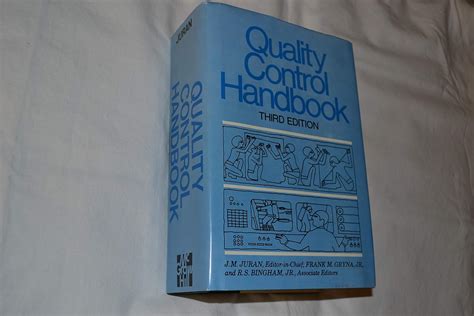 JURAN
QUALITY
CONTROL
HANDBOOK
Quality
Control
Handbook
THIRD EDITION
J.M. JURAN, Editor-in-Chief; FRANK M. GRYNA, JR.,
and R.S. BINGHAM, JR., Associate Editors